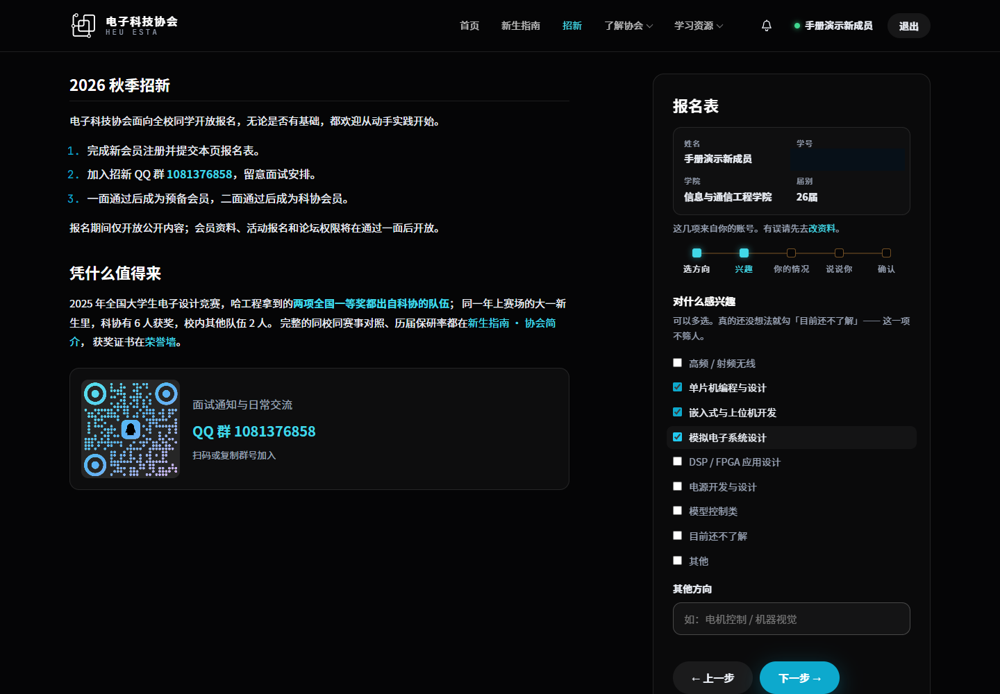 电子科技协会
HEU ESTA
首页
新生指南
招新
了解协会
学习资源
手册演示新成员
退出
2026 秋季招新
电子科技协会面向全校同学开放报名，无论是否有基础，都欢迎从动手实践开始。
1. 完成新会员注册并提交本页报名表。
2. 加入招新 QQ 群 1081376858，留意面试安排。
3. 一面通过后成为预备会员，二面通过后成为科协会员。
报名期间仅开放公开内容；会员资料、活动报名和论坛权限将在通过一面后开放。
凭什么值得来
2025 年全国大学生电子设计竞赛，哈工程拿到的两项全国一等奖都出自科协的队伍； 同一年上赛场的大一新
生里，科协有 6 人获奖，校内其他队伍 2 人。 完整的同校同赛事对照、历届保研率都在新生指南 · 协会简
介， 获奖证书在荣誉墙。
面试通知与日常交流
QQ 群 1081376858
扫码或复制群号加入
报名表
姓名
手册演示新成员
学号
学院
信息与通信工程学院
届别
26届
这几项来自你的账号。有误请先去改资料。
选方向
兴趣
你的情况
说说你
确认
对什么感兴趣
可以多选。真的还没想法就勾「目前还不了解」—— 这一项
不筛人。
高频 / 射频无线
单片机编程与设计
嵌入式与上位机开发
模拟电子系统设计
DSP / FPGA 应用设计
电源开发与设计
模型控制类
目前还不了解
其他
其他方向
如：电机控制 / 机器视觉
← 上一步
下一步 →